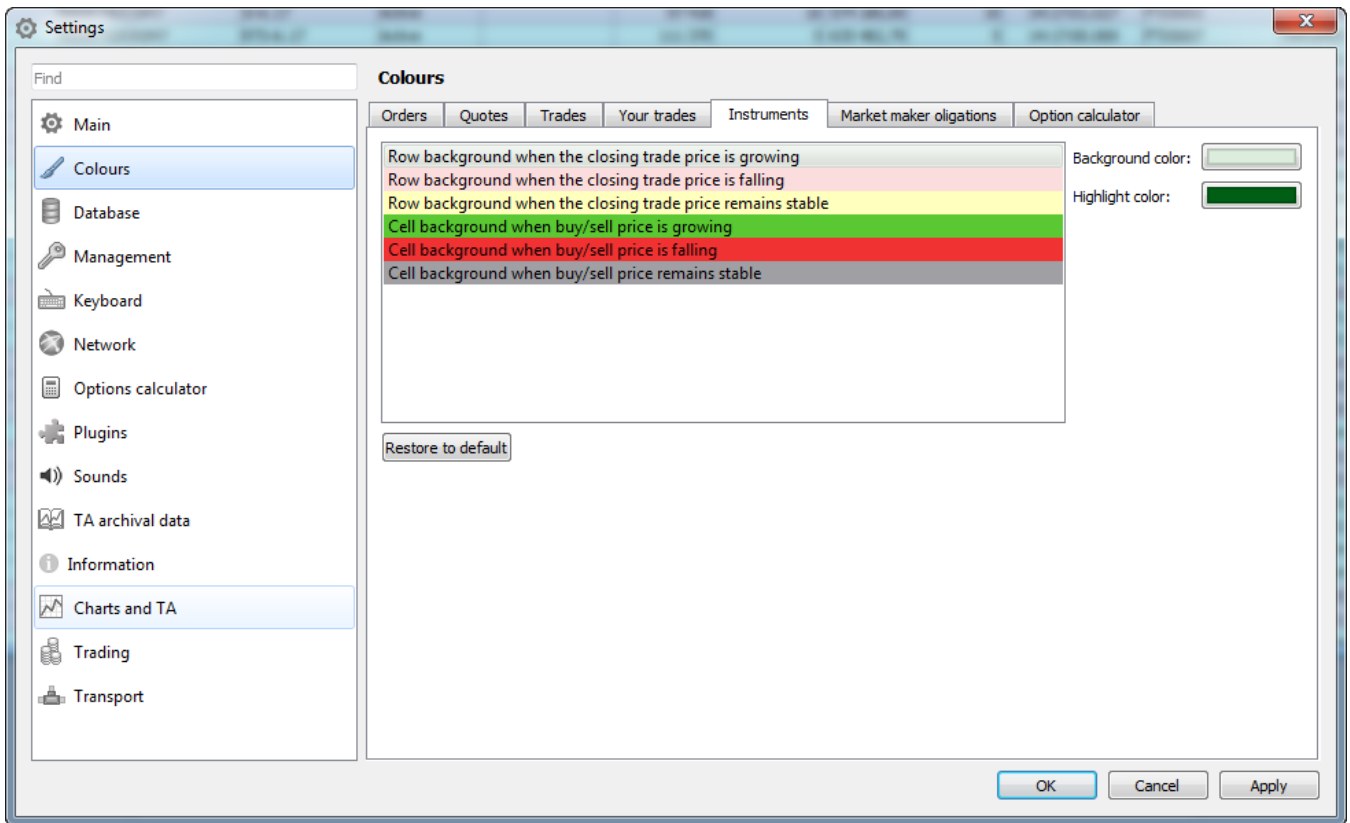 Settings
Find
Main
Colours
Database
Management
Keyboard
Network
Options calculator
Plugins
Sounds
TA archival data
Information
Charts and TA
Trading
Transport
Colours
Orders Quotes Trades Your trades Instruments Market maker oligations Option calculator
Row background when the closing trade price is growing
Row background when the closing trade price is falling
Row background when the closing trade price remains stable
Cell background when buy/sell price is growing
Cell background when buy/sell price is falling
Cell background when buy/sell price remains stable
Background color:
Highlight color:
Restore to default
OK Cancel Apply